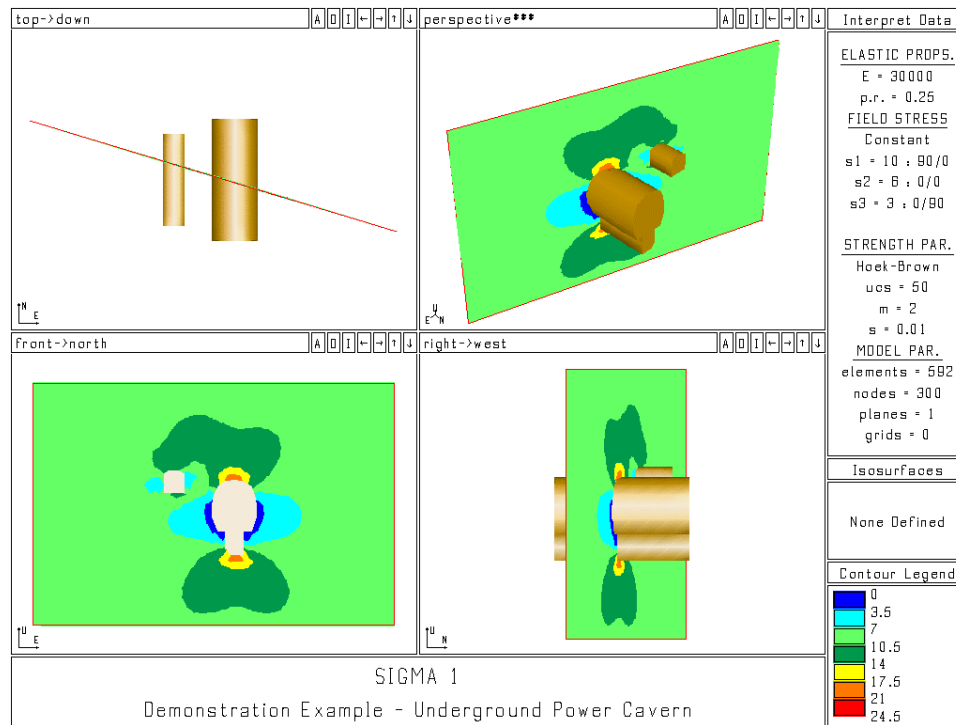 top->down A O I ← → ↑ ↓
perspective*** A O I ← → ↑ ↓
Interpret Data
ELASTIC PROPS.
E = 30000
p.r. = 0.25
FIELD STRESS
Constant
s1 = 10 : 90/0
s2 = 6 : 0/0
s3 = 3 : 0/90
STRENGTH PAR.
Hoek-Brown
ucs = 50
m = 2
s = 0.01
MODEL PAR.
elements = 592
nodes = 300
planes = 1
grids = 0
N
E
U
E N
front->north A O I ← → ↑ ↓
right->west A O I ← → ↑ ↓
U
E
U
N
Isosurfaces
None Defined
Contour Legend
0
3.5
7
10.5
14
17.5
21
24.5
SIGMA 1
Demonstration Example - Underground Power Cavern